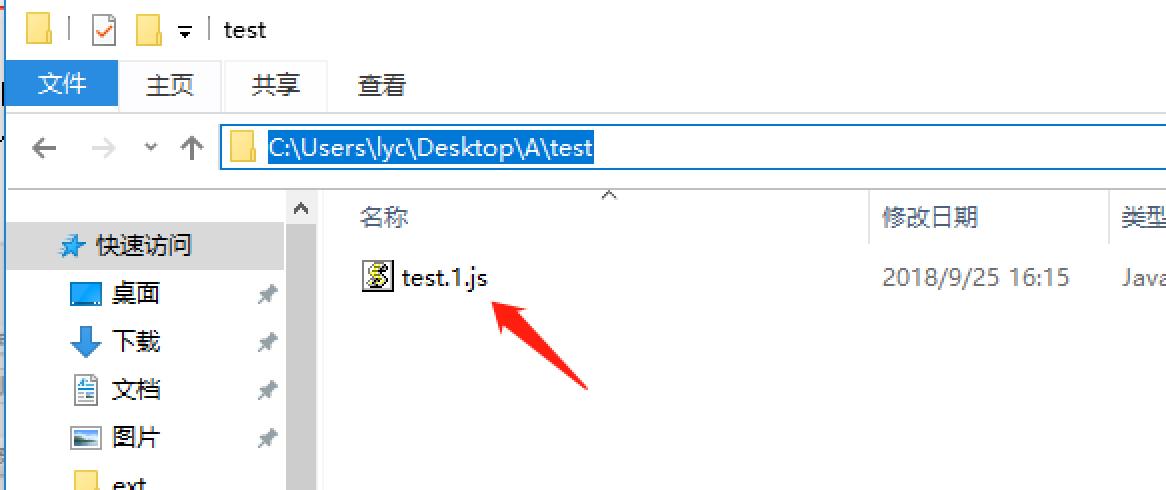 test
文件 主页 共享 查看
C:\Users\lyc\Desktop\A\test
名称 修改日期 类型
快速访问
test.1.js 2018/9/25 16:15 Java
桌面
下载
文档
图片
ext